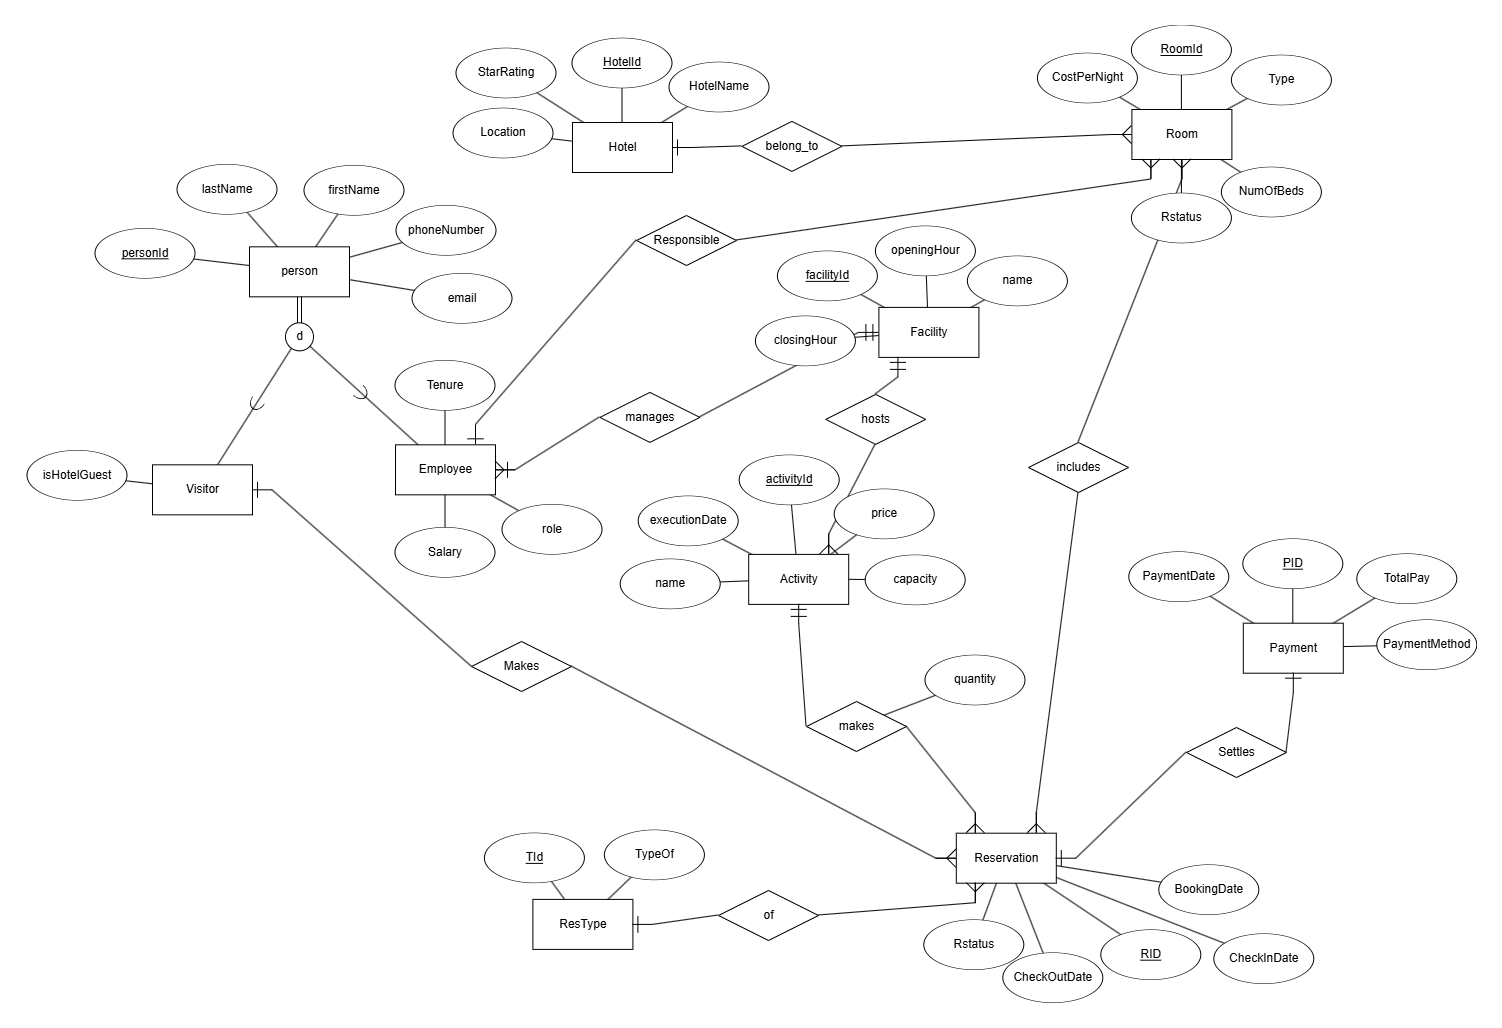 RoomId
StarRating
HotelId
HotelName
CostPerNight
Type
Location
Hotel
belong_to
Room
lastName
firstName
NumOfBeds
Rstatus
phoneNumber
Responsible
openingHour
personId
person
facilityId
name
email
d
closingHour
Facility
Tenure
manages
hosts
isHotelGuest
Visitor
Employee
includes
activityId
executionDate
price
role
Salary
name
Activity
capacity
PaymentDate
PID
TotalPay
Payment
PaymentMethod
Makes
quantity
makes
Settles
TId
TypeOf
Reservation
BookingDate
ResType
of
Rstatus
RID
CheckInDate
CheckOutDate